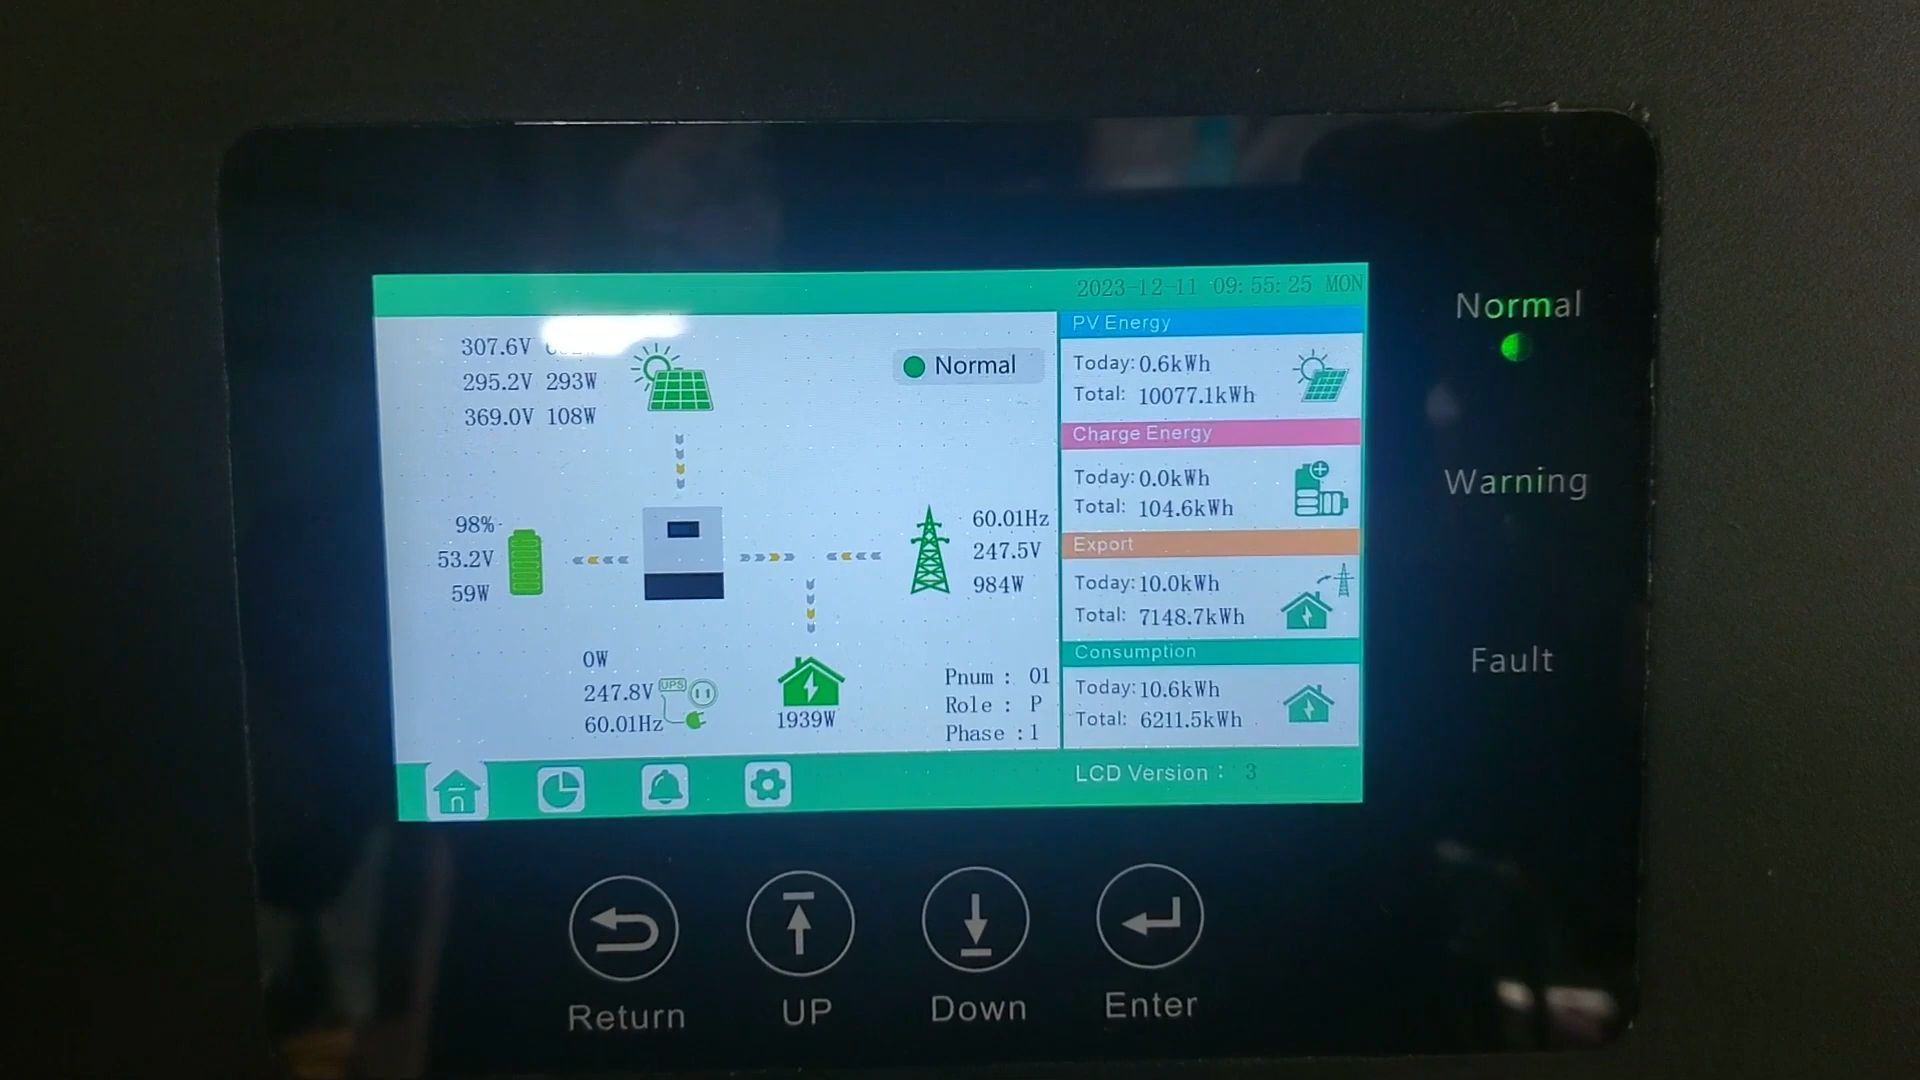 2023-12-11 09:55:25 MON
307.6V
295.2V 293W
369.0V 108W
Normal
98%
53.2V
59W
60.01Hz
247.5V
984W
0W
247.8V
60.01Hz
UPS
1939W
Pnum : 01
Role : P
Phase :1
PV Energy
Today: 0.6kWh
Total: 10077.1kWh
Charge Energy
Today: 0.0kWh
Total: 104.6kWh
Export
Today: 10.0kWh
Total: 7148.7kWh
Consumption
Today: 10.6kWh
Total: 6211.5kWh
LCD Version : 3
Normal
Warning
Fault
Return
UP
Down
Enter